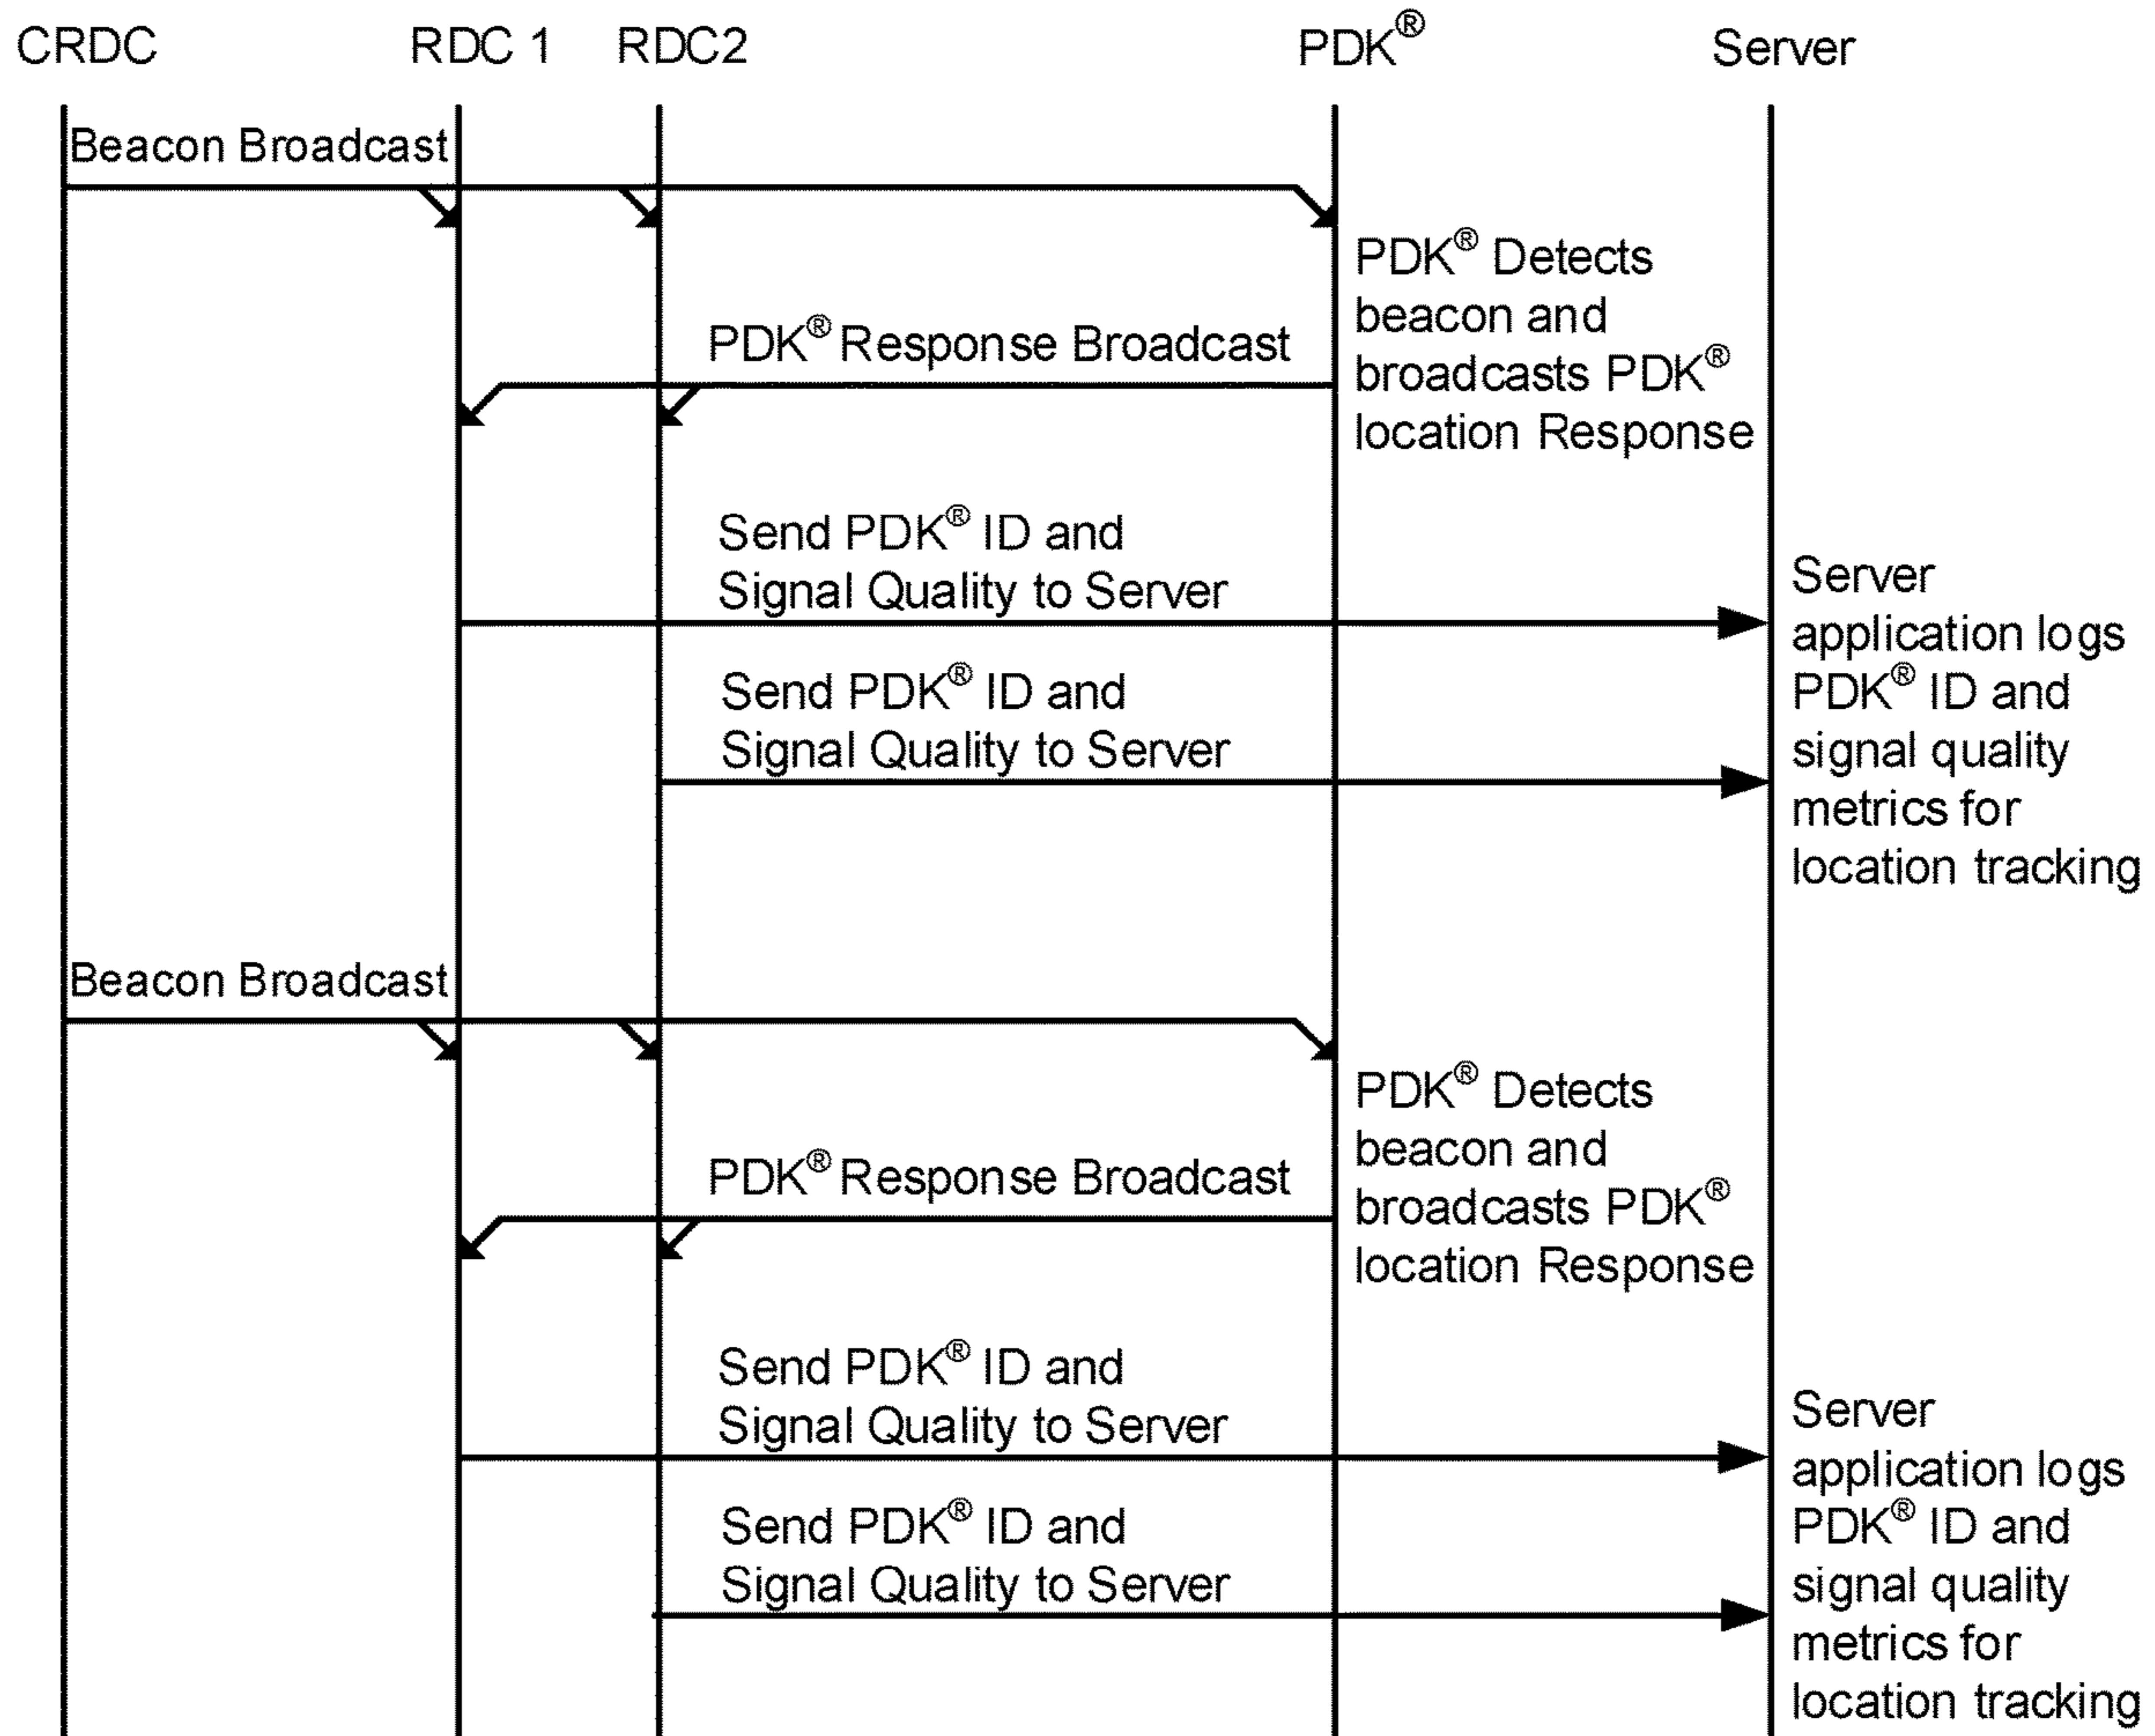 CRDC
RDC 1
RDC2
PDK®
Server
Beacon Broadcast
PDK® Detects
beacon and
broadcasts PDK®
location Response
PDK® Response Broadcast
Send PDK® ID and
Signal Quality to Server
Send PDK® ID and
Signal Quality to Server
Server
application logs
PDK® ID and
signal quality
metrics for
location tracking
Beacon Broadcast
PDK® Detects
beacon and
broadcasts PDK®
location Response
PDK® Response Broadcast
Send PDK® ID and
Signal Quality to Server
Send PDK® ID and
Signal Quality to Server
Server
application logs
PDK® ID and
signal quality
metrics for
location tracking